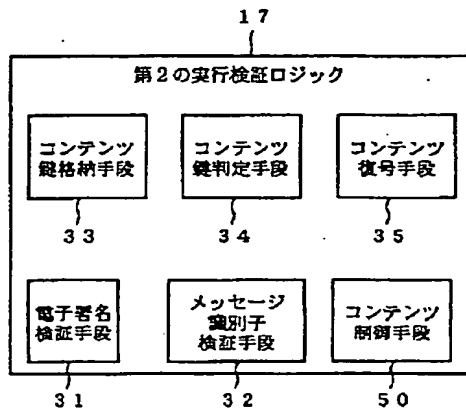 １７
第２の実行検証ロジック
コンテンツ
鍵格納手段
コンテンツ
鍵判定手段
コンテンツ
復号手段
３３
３４
３５
電子署名
検証手段
メッセージ
識別子
検証手段
コンテンツ
制御手段
３１
３２
５０